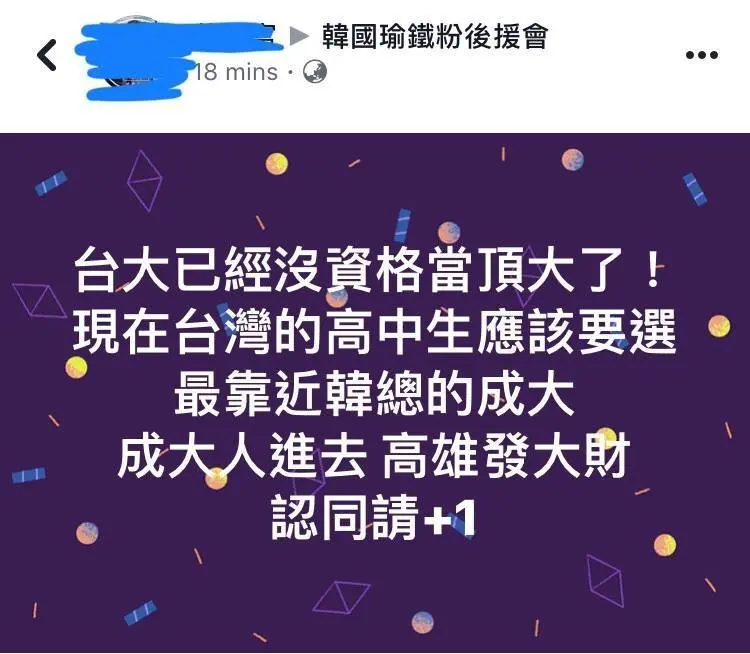 韓國瑜鐵粉後援會
18 mins
台大已經沒資格當頂大了！
現在台灣的高中生應該要選
最靠近韓總的成大
成大人進去 高雄發大財
認同請+1